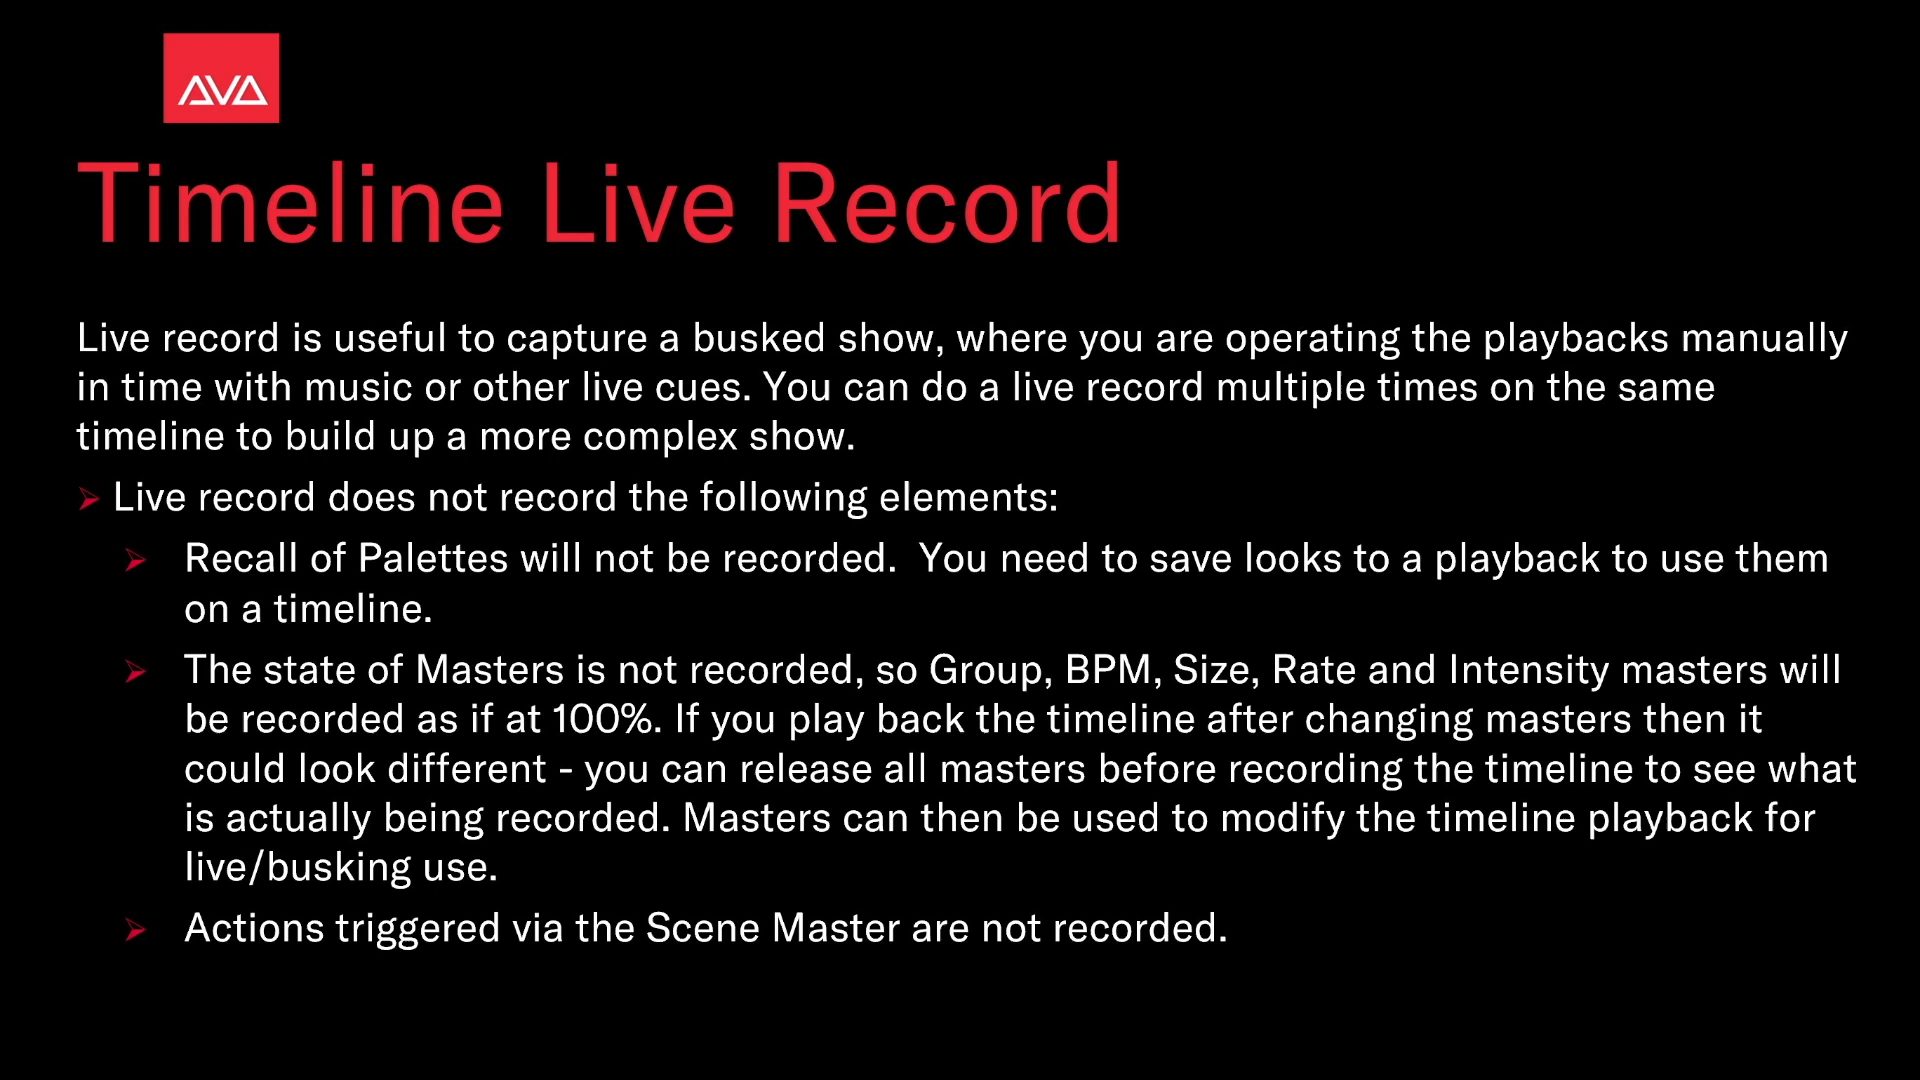 AVA
Timeline Live Record
Live record is useful to capture a busked show, where you are operating the playbacks manually
in time with music or other live cues. You can do a live record multiple times on the same
timeline to build up a more complex show.
Live record does not record the following elements:
Recall of Palettes will not be recorded.  You need to save looks to a playback to use them
on a timeline.
The state of Masters is not recorded, so Group, BPM, Size, Rate and Intensity masters will
be recorded as if at 100%. If you play back the timeline after changing masters then it
could look different - you can release all masters before recording the timeline to see what
is actually being recorded. Masters can then be used to modify the timeline playback for
live/busking use.
Actions triggered via the Scene Master are not recorded.